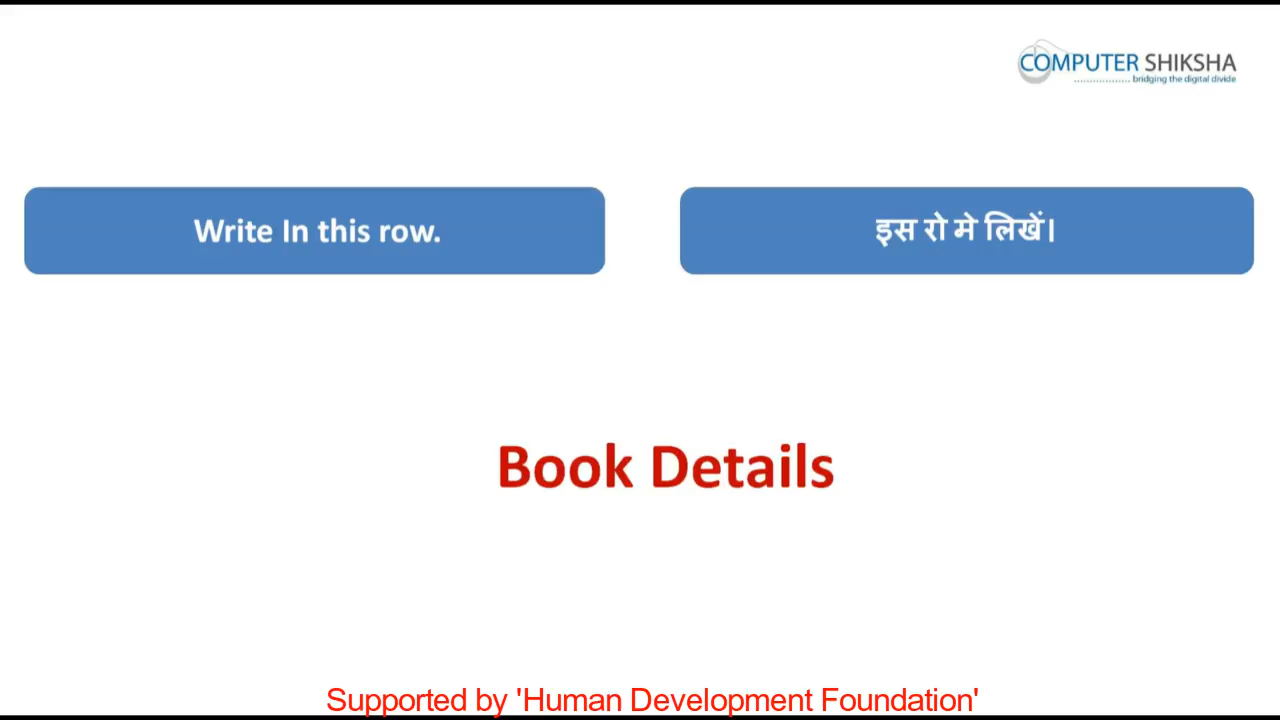 COMPUTER SHIKSHA
bridging the digital divide
Write In this row.
इस रो मे लिखें।
Book Details
Supported by 'Human Development Foundation'